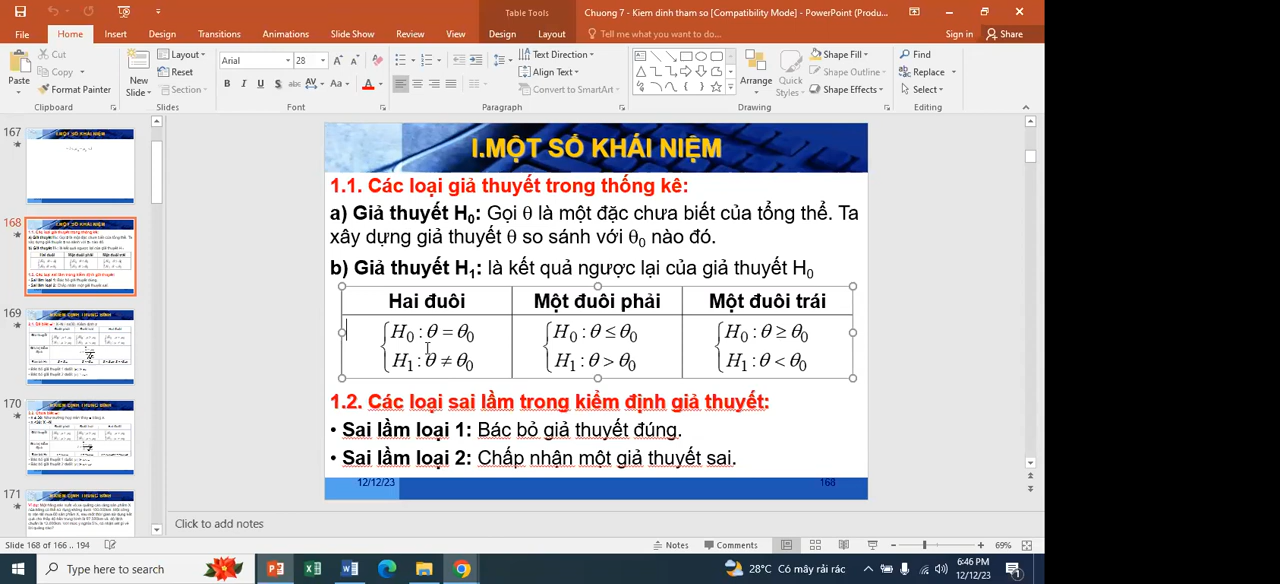 Table Tools
Chuong 7 - Kiem dinh tham so [Compatibility Mode] - PowerPoint (Produ...
File Home Insert Design Transitions Animations Slide Show Review View Design Layout Tell me what you want to do... Sign in Share
Paste
Cut
Copy
Format Painter
Clipboard
New Slide
Layout
Reset
Section
Slides
Arial 28
B I U S abc AV Aa A
Font
Text Direction
Align Text
Convert to SmartArt
Paragraph
Arrange
Quick Styles
Shape Fill
Shape Outline
Shape Effects
Drawing
Find
Replace
Select
Editing
167
168
169
170
171
I.MỘT SỐ KHÁI NIỆM
1.1. Các loại giả thuyết trong thống kê:
a) Giả thuyết H₀: Gọi θ là một đặc chưa biết của tổng thể. Ta
xây dựng giả thuyết θ so sánh với θ₀ nào đó.
b) Giả thuyết H₁: là kết quả ngược lại của giả thuyết H₀
Hai đuôi Một đuôi phải Một đuôi trái
H₀ : θ = θ₀ H₀ : θ ≤ θ₀ H₀ : θ ≥ θ₀
H₁ : θ ≠ θ₀ H₁ : θ > θ₀ H₁ : θ < θ₀
1.2. Các loại sai lầm trong kiểm định giả thuyết:
• Sai lầm loại 1: Bác bỏ giả thuyết đúng.
• Sai lầm loại 2: Chấp nhận một giả thuyết sai.
12/12/23 168
Click to add notes
Slide 168 of 166 .. 194 Notes Comments 69%
Type here to search 28°C Có mây rải rác 6:46 PM
12/12/23